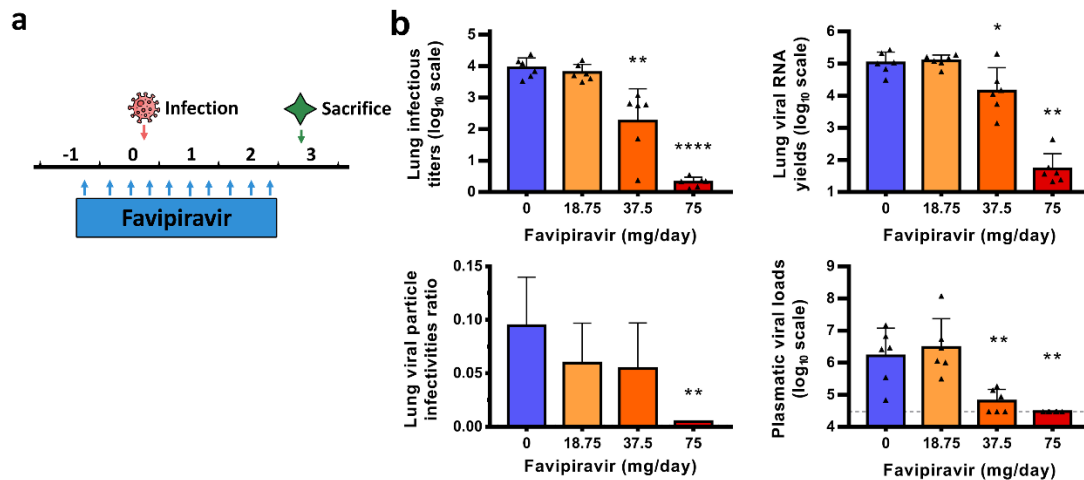 a
Infection
Sacrifice
-1 0 1 2 3
Favipiravir
b
Lung infectious
titers (log10 scale)
5
4
3
2
1
0
**
****
0 18.75 37.5 75
Favipiravir (mg/day)
Lung viral RNA
yields (log10 scale)
6
5
4
3
2
1
*
**
0 18.75 37.5 75
Favipiravir (mg/day)
Lung viral particle
infectivities ratio
0.15
0.10
0.05
0.00
**
0 18.75 37.5 75
Favipiravir (mg/day)
Plasmatic viral loads
(log10 scale)
9
8
7
6
5
4
**
**
0 18.75 37.5 75
Favipiravir (mg/day)